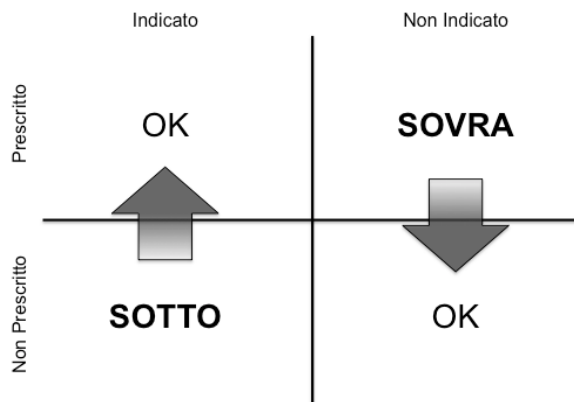 Indicato
Non Indicato
Prescritto
OK
SOVRA
Non Prescritto
SOTTO
OK